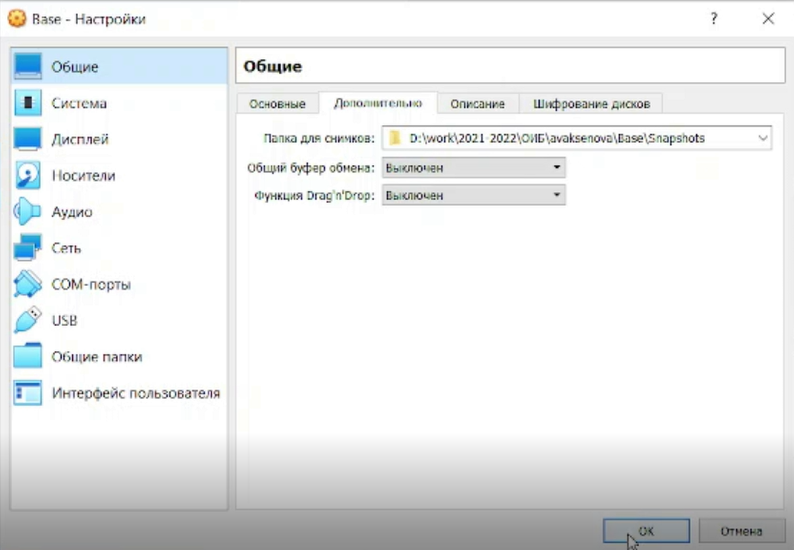 Base - Настройки
?
Общие
Система
Дисплей
Носители
Аудио
Сеть
COM-порты
USB
Общие папки
Интерфейс пользователя
Общие
Основные
Дополнительно
Описание
Шифрование дисков
Папка для снимков: D:\work\2021-2022\ОИБ\avaksenova\Base\Snapshots
Общий буфер обмена: Выключен
Функция Drag'n'Drop: Выключен
OK
Отмена